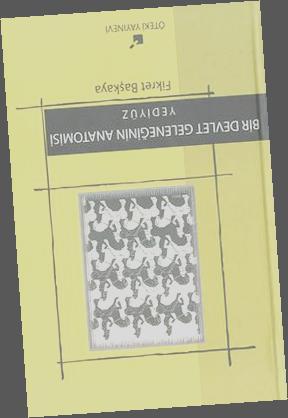 Fikret Başkaya
YEDİYÜZ
BİR DEVLET GELENEĞİNİN ANATOMİSİ
ÖTEKİ YAYINEVİ